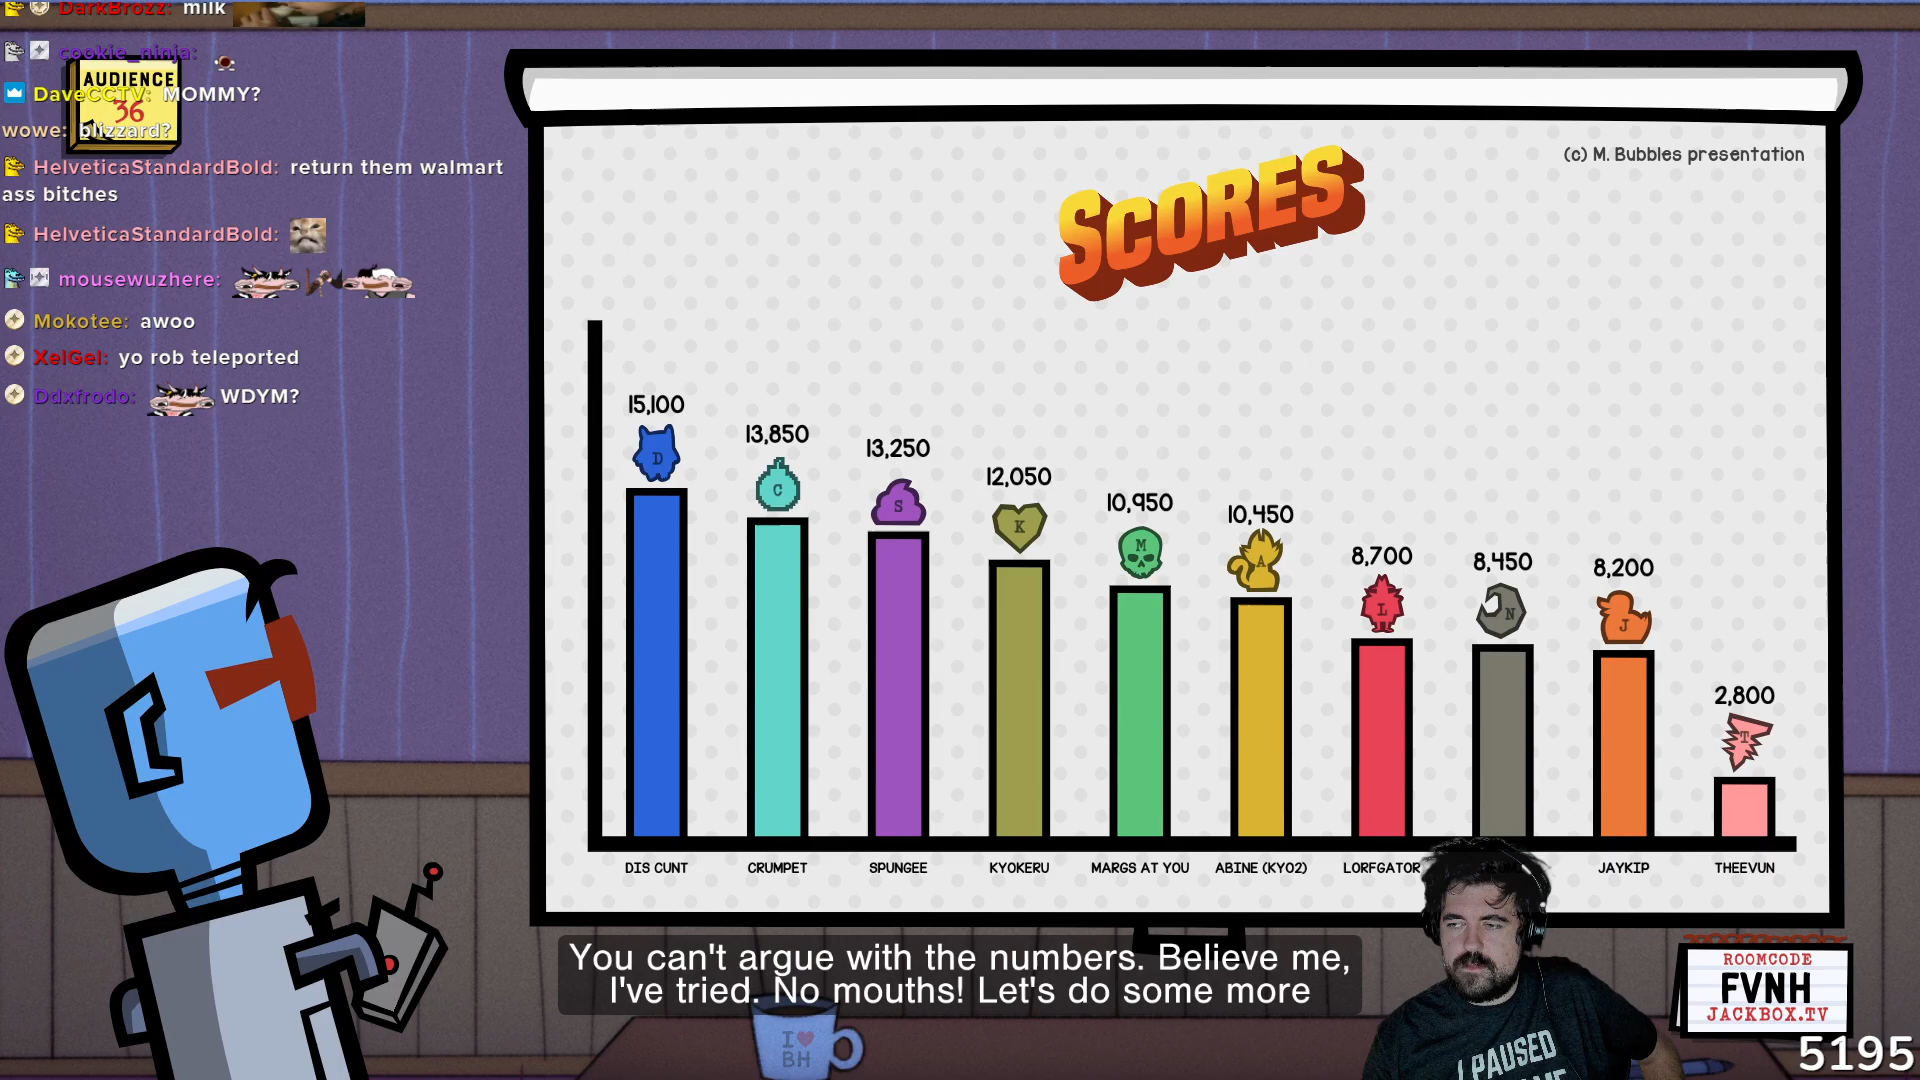 DarkBrozz: milk
cookie_ninja:
AUDIENCE
36
DaveCCTV: MOMMY?
wowe: blizzard?
HelveticaStandardBold: return them walmart
ass bitches
HelveticaStandardBold:
mousewuzhere:
Mokotee: awoo
XelGel: yo rob teleported
Ddxfrodo: WDYM?
(c) M. Bubbles presentation
SCORES
15,100
13,850
13,250
12,050
10,950
10,450
8,700
8,450
8,200
2,800
D
C
S
K
M
A
L
N
J
T
DIS CUNT
CRUMPET
SPUNGEE
KYOKERU
MARGS AT YOU
ABINE (KYO2)
LORFGATOR
JAYKIP
THEEVUN
You can't argue with the numbers. Believe me,
I've tried. No mouths! Let's do some more
I ♥
BH
I PAUSED
ROOMCODE
FVNH
JACKBOX.TV
5195